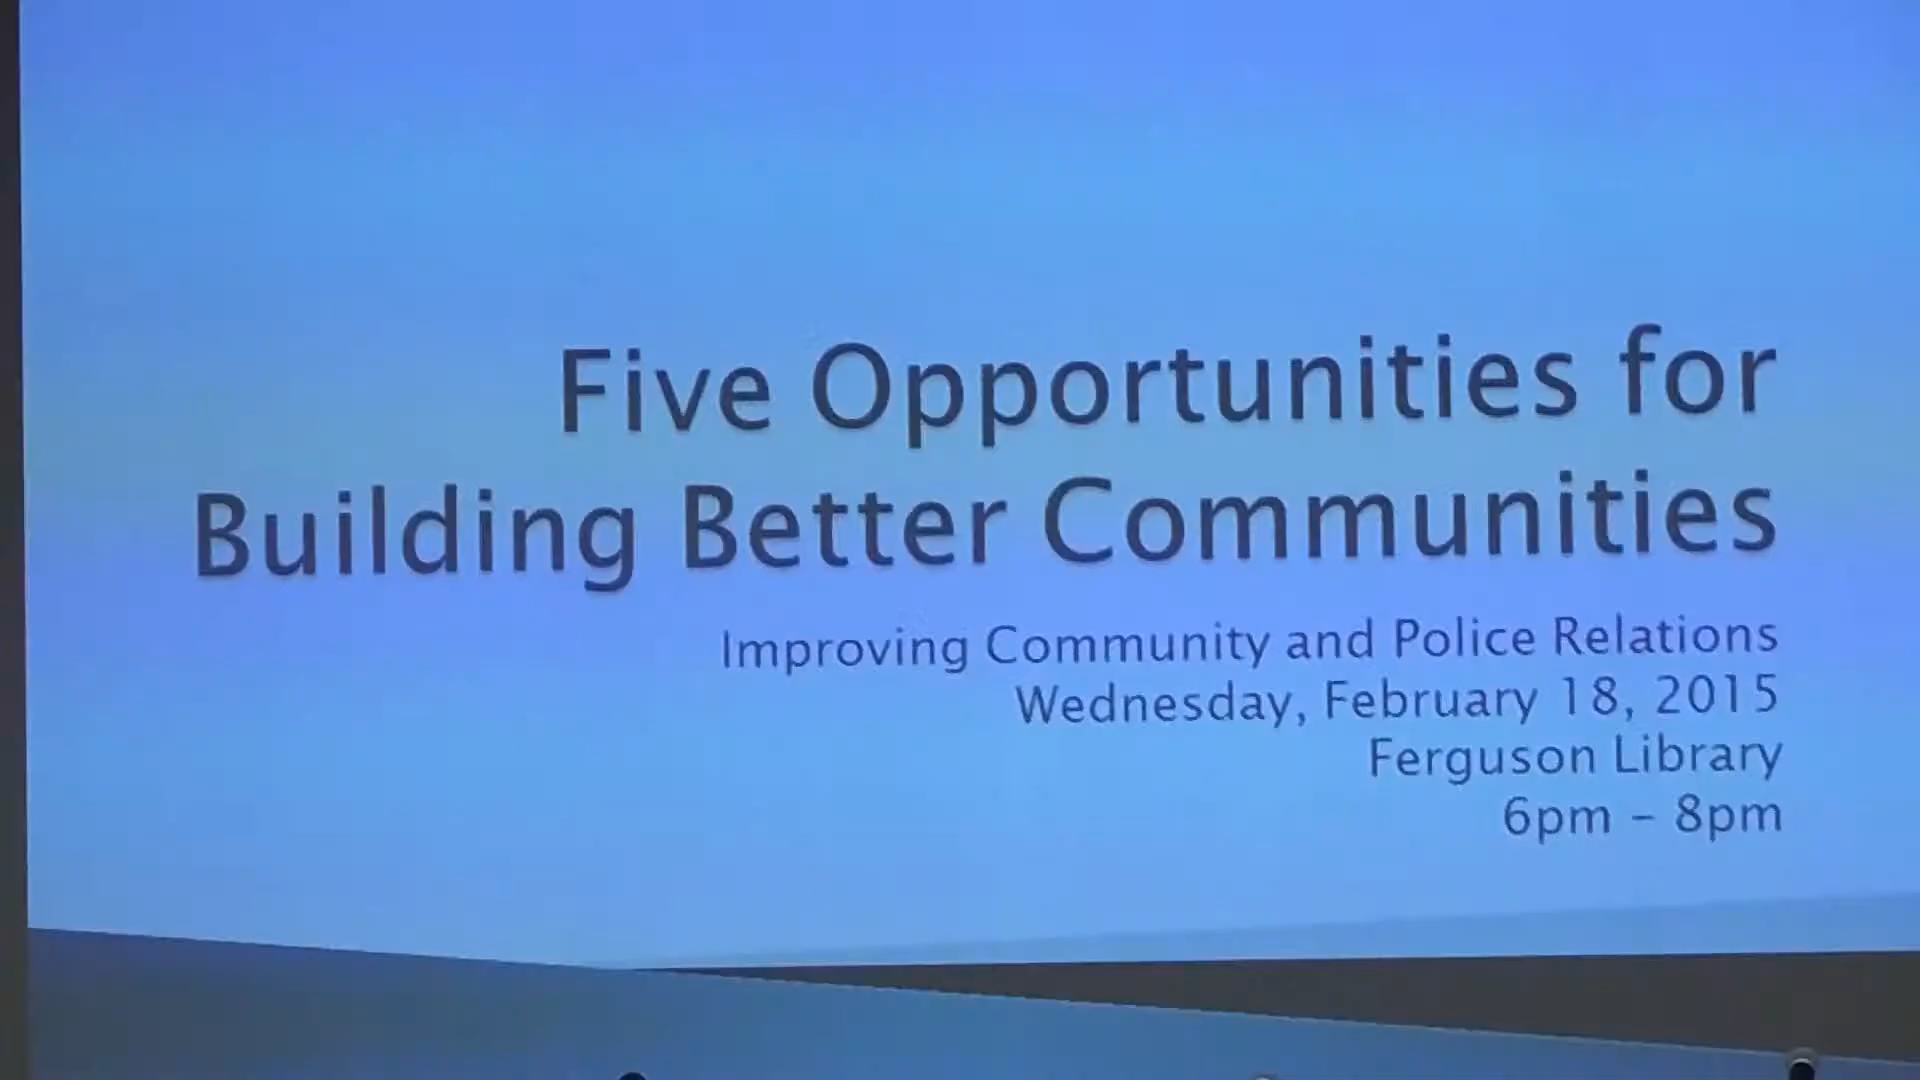 Five Opportunities for
Building Better Communities
Improving Community and Police Relations
Wednesday, February 18, 2015
Ferguson Library
6pm – 8pm